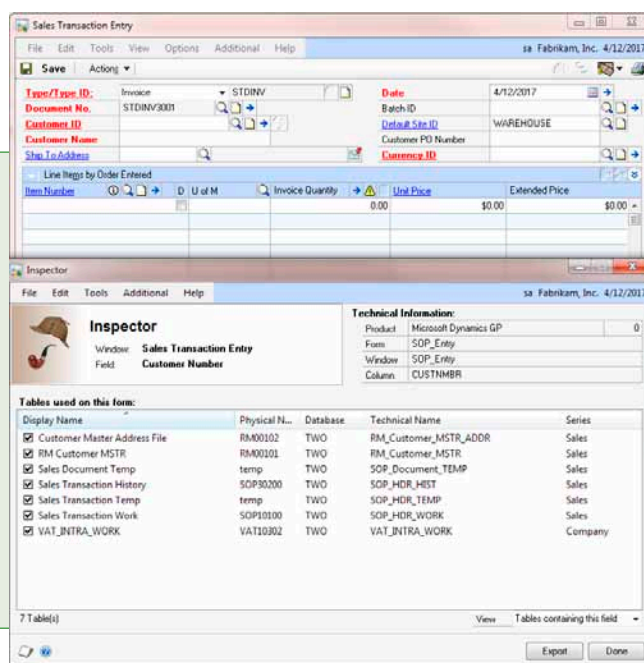 Sales Transaction Entry
File Edit Tools View Options Additional Help sa Fabrikam, Inc. 4/12/2017
Save Actions
Type/Type ID: Invoice STDINV Date 4/12/2017
Document No. STDINV3001 Batch ID
Customer ID Default Site ID WAREHOUSE
Customer Name Customer PO Number
Ship To Address Currency ID
Line Items by Order Entered
Item Number D U of M Invoice Quantity Unit Price Extended Price
0.00 $0.00 $0.00
Inspector
File Edit Tools Additional Help sa Fabrikam, Inc. 4/12/2017
Inspector
Window Sales Transaction Entry
Field Customer Number
Technical Information:
Product Microsoft Dynamics GP 0
Form SOP_Entry
Window SOP_Entry
Column CUSTNMBR
Tables used on this form:
Display Name Physical N... Database Technical Name Series
Customer Master Address File RM00102 TWO RM_Customer_MSTR_ADDR Sales
RM Customer MSTR RM00101 TWO RM_Customer_MSTR Sales
Sales Document Temp temp TWO SOP_Document_TEMP Sales
Sales Transaction History SOP30200 TWO SOP_HDR_HIST Sales
Sales Transaction Temp temp TWO SOP_HDR_TEMP Sales
Sales Transaction Work SOP10100 TWO SOP_HDR_WORK Sales
VAT_INTRA_WORK VAT10302 TWO VAT_INTRA_WORK Company
7 Table(s) View Tables containing this field
Export Done